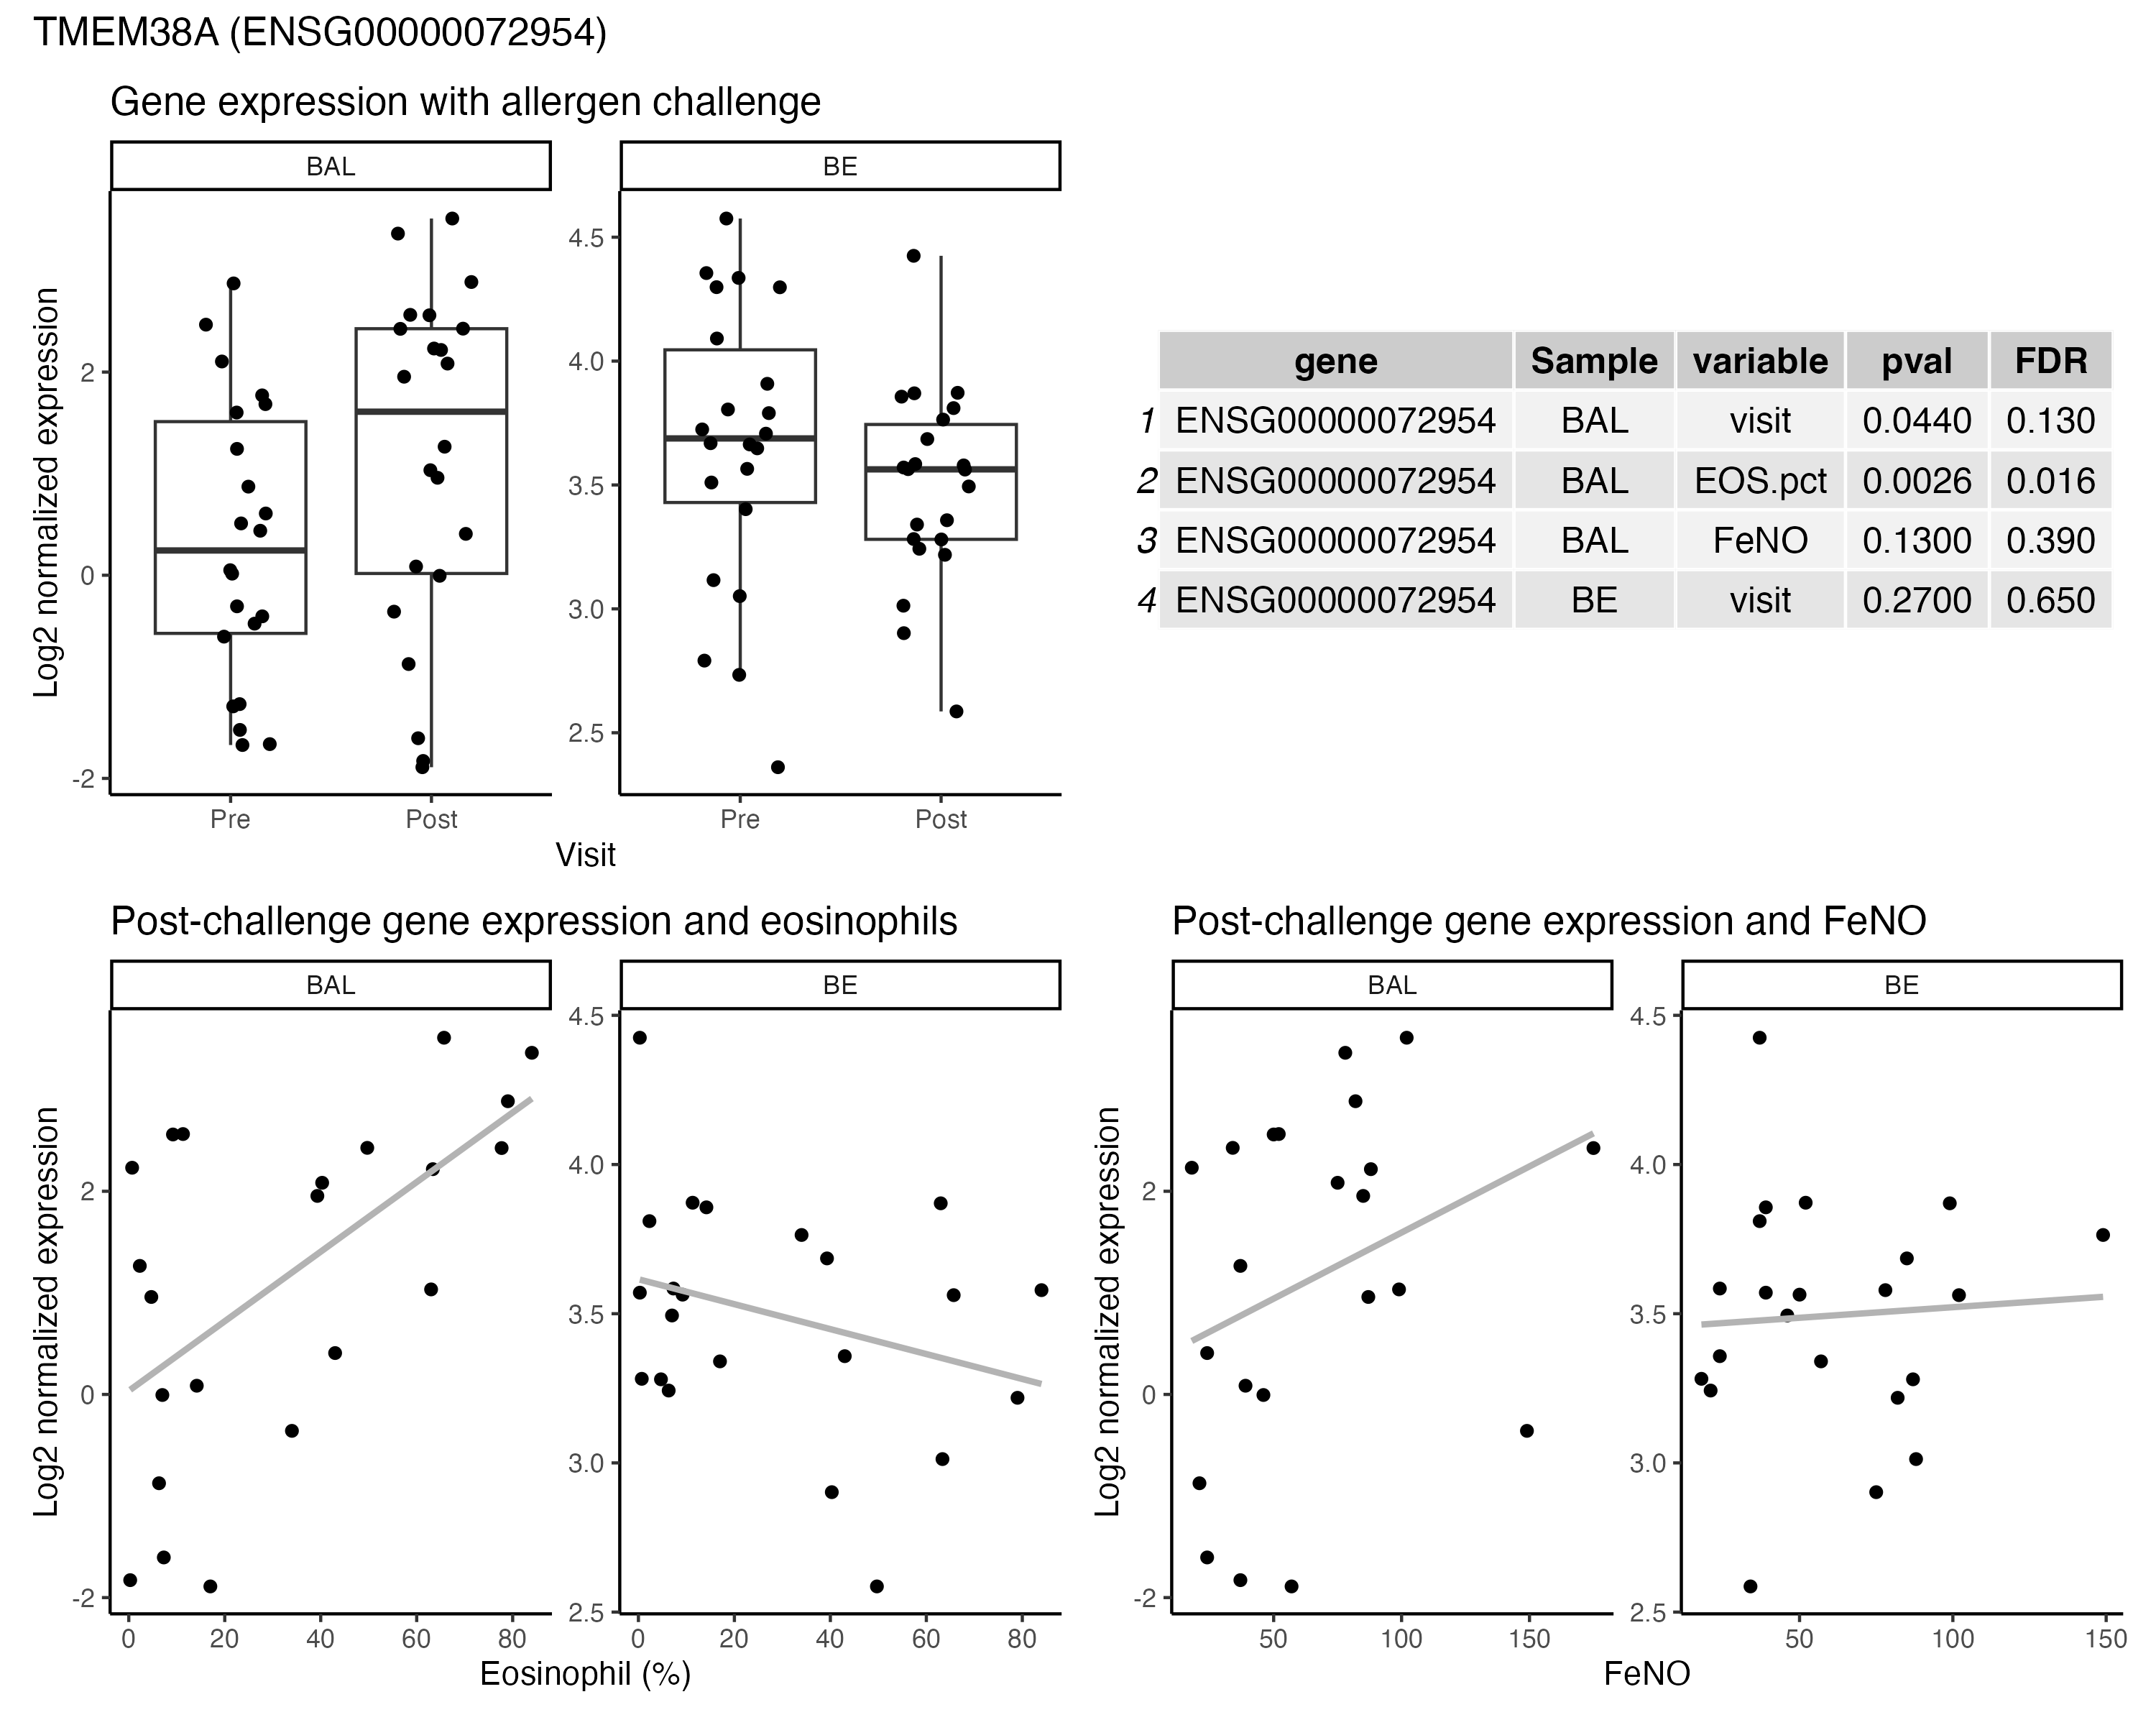 TMEM38A (ENSG00000072954)
Gene expression with allergen challenge
BAL
BE
Log2 normalized expression
2
0
-2
4.5
4.0
3.5
3.0
2.5
Pre
Post
Pre
Post
Visit
gene Sample variable pval FDR
1 ENSG00000072954 BAL visit 0.0440 0.130
2 ENSG00000072954 BAL EOS.pct 0.0026 0.016
3 ENSG00000072954 BAL FeNO 0.1300 0.390
4 ENSG00000072954 BE visit 0.2700 0.650
Post-challenge gene expression and eosinophils
BAL
BE
Log2 normalized expression
2
0
-2
4.5
4.0
3.5
3.0
2.5
0 20 40 60 80
0 20 40 60 80
Eosinophil (%)
Post-challenge gene expression and FeNO
BAL
BE
Log2 normalized expression
2
0
-2
4.5
4.0
3.5
3.0
2.5
50 100 150
50 100 150
FeNO